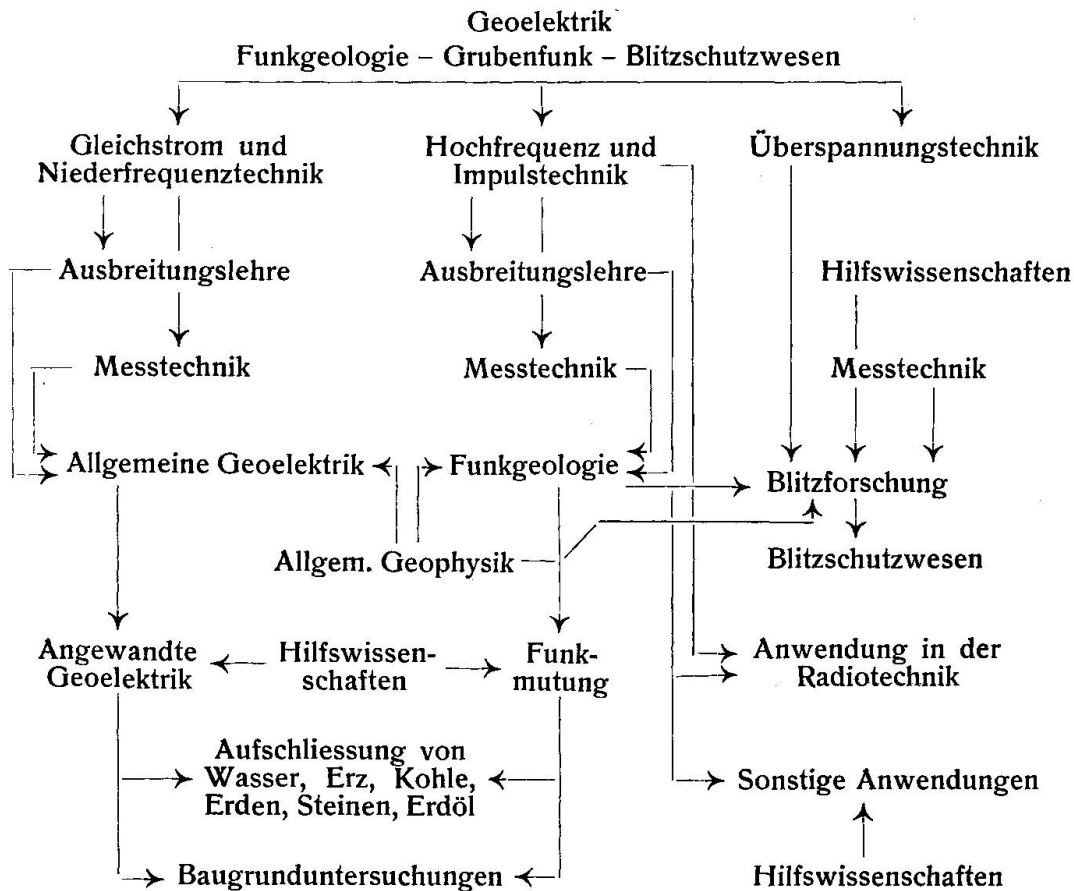 Geoelektrik
Funkgeologie – Grubenfunk – Blitzschutzwesen
Gleichstrom und
Niederfrequenztechnik
Hochfrequenz und
Impulstechnik
Überspannungstechnik
Ausbreitungslehre
Ausbreitungslehre
Hilfswissenschaften
Messtechnik
Messtechnik
Messtechnik
Allgemeine Geoelektrik
Funkgeologie
Blitzforschung
Allgem. Geophysik
Blitzschutzwesen
Angewandte
Geoelektrik
Hilfswissen-
schaften
Funk-
mutung
Anwendung in der
Radiotechnik
Aufschliessung von
Wasser, Erz, Kohle,
Erden, Steinen, Erdöl
Sonstige Anwendungen
Baugrunduntersuchungen
Hilfswissenschaften